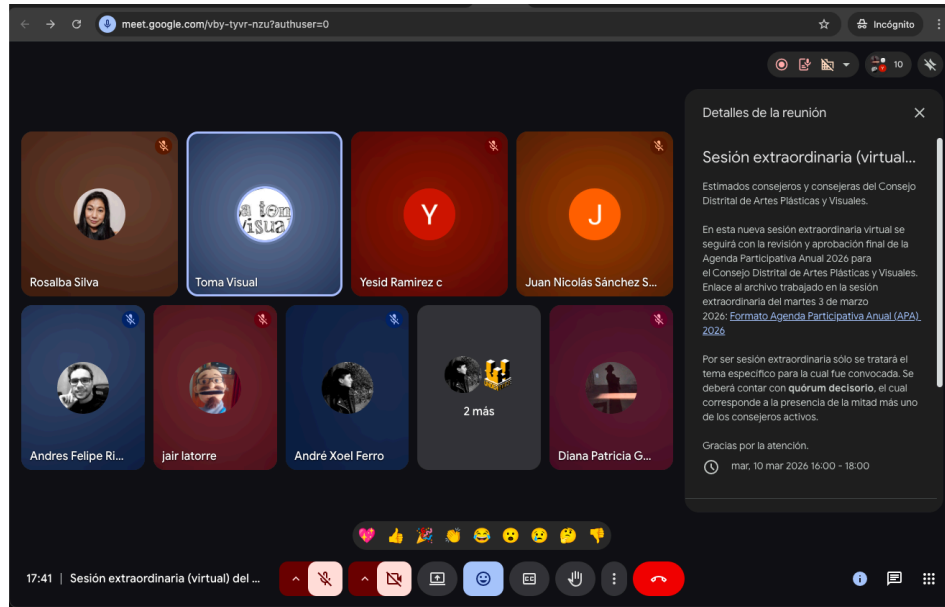 meet.google.com/vby-tyvr-nzu?authuser=0
Incógnito
10
Detalles de la reunión
Sesión extraordinaria (virtual...
Estimados consejeros y consejeras del Consejo
Distrital de Artes Plásticas y Visuales.
En esta nueva sesión extraordinaria virtual se
seguirá con la revisión y aprobación final de la
Agenda Participativa Anual 2026 para
el Consejo Distrital de Artes Plásticas y Visuales.
Enlace al archivo trabajado en la sesión
extraordinaria del martes 3 de marzo
2026: Formato Agenda Participativa Anual (APA)
2026
Por ser sesión extraordinaria sólo se tratará el
tema específico para la cual fue convocada. Se
deberá contar con quórum decisorio, el cual
corresponde a la presencia de la mitad más uno
de los consejeros activos.
Gracias por la atención.
mar, 10 mar 2026 16:00 - 18:00
a tom
visual
Y
J
Rosalba Silva
Toma Visual
Yesid Ramirez c
Juan Nicolás Sánchez S...
2 más
Andres Felipe Ri...
jair latorre
André Xoel Ferro
Diana Patricia G...
17:41 | Sesión extraordinaria (virtual) del ...
CC